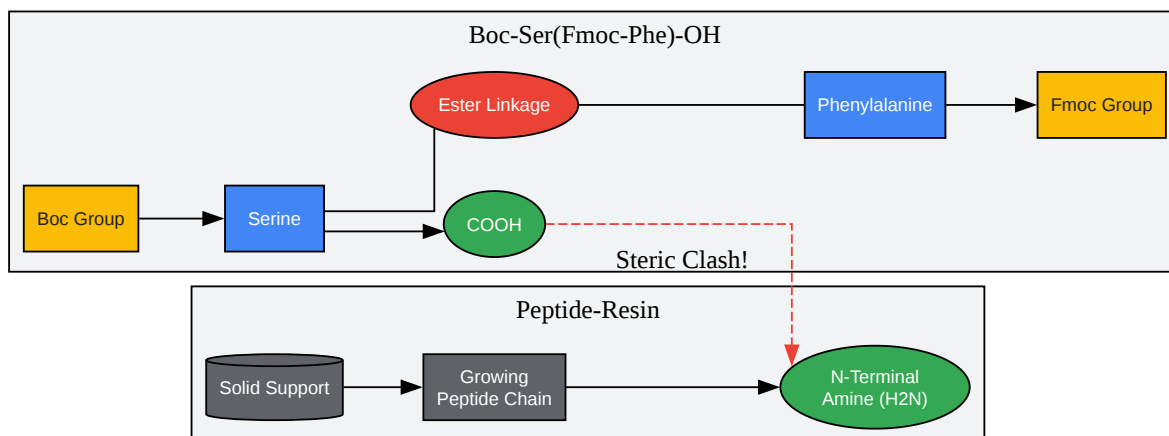 Boc-Ser(Fmoc-Phe)-OH
Ester Linkage
Phenylalanine
Fmoc Group
Boc Group
Serine
COOH
Steric Clash!
Peptide-Resin
Solid Support
Growing
Peptide Chain
N-Terminal
Amine (H2N)